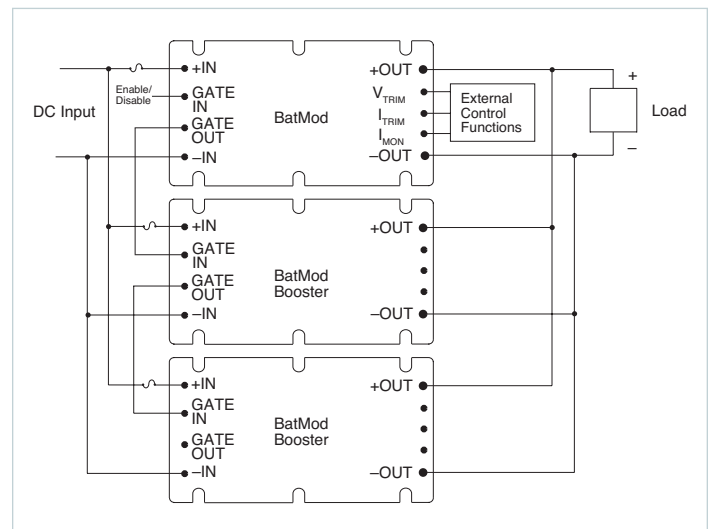 DC Input
+IN
Enable/
Disable
GATE
IN
GATE
OUT
–IN
BatMod
+OUT
VTRIM
ITRIM
IMON
–OUT
External
Control
Functions
+
Load
–
+IN
GATE
IN
GATE
OUT
–IN
BatMod
Booster
+OUT
–OUT
+IN
GATE
IN
GATE
OUT
–IN
BatMod
Booster
+OUT
–OUT